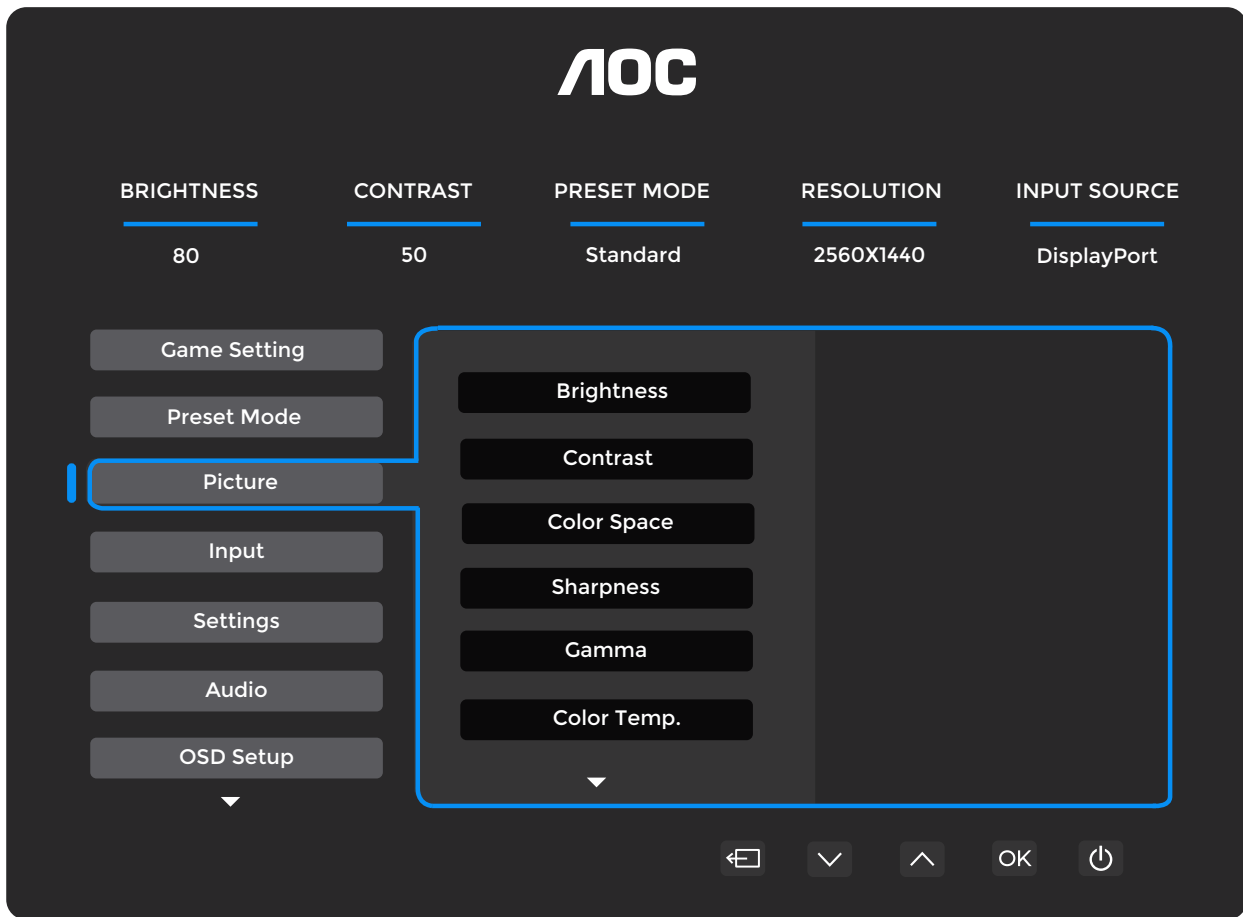 AOC
BRIGHTNESS CONTRAST PRESET MODE RESOLUTION INPUT SOURCE
80 50 Standard 2560X1440 DisplayPort
Game Setting
Preset Mode
Picture
Input
Settings
Audio
OSD Setup
Brightness
Contrast
Color Space
Sharpness
Gamma
Color Temp.
OK